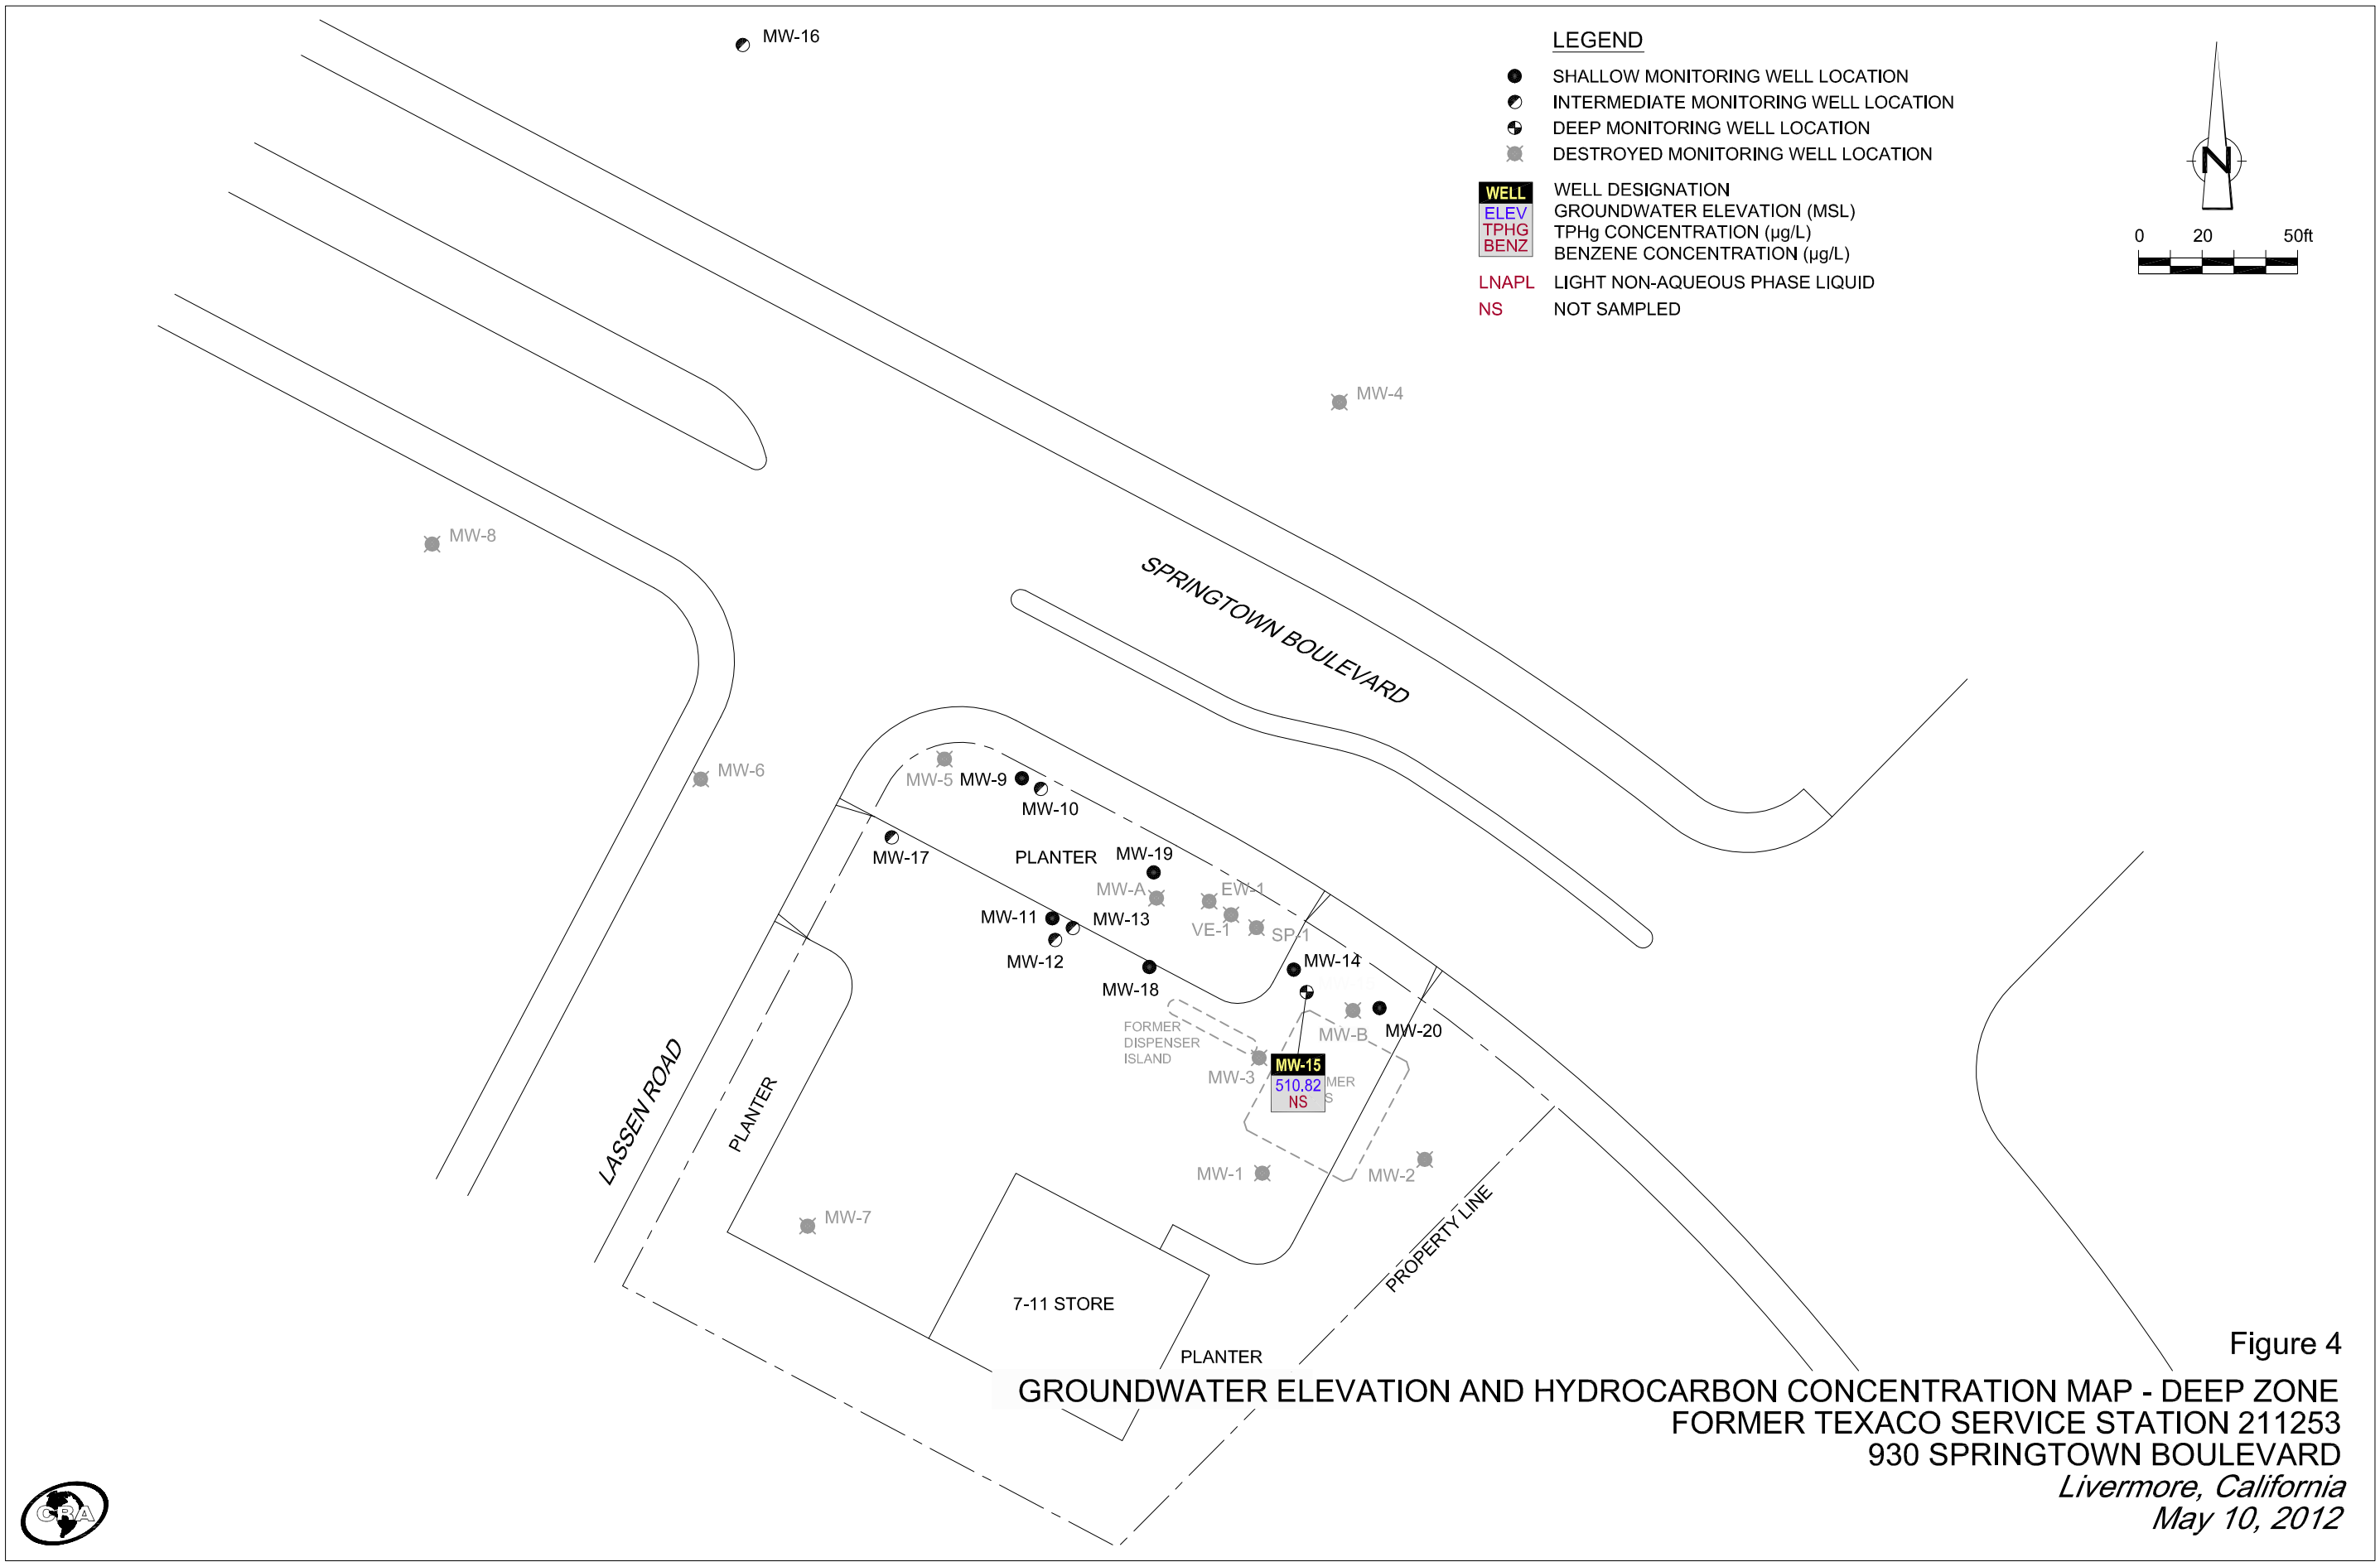 MW-16
LEGEND
SHALLOW MONITORING WELL LOCATION
INTERMEDIATE MONITORING WELL LOCATION
DEEP MONITORING WELL LOCATION
DESTROYED MONITORING WELL LOCATION
WELL
ELEV
TPHG
BENZ
WELL DESIGNATION
GROUNDWATER ELEVATION (MSL)
TPHg CONCENTRATION (µg/L)
BENZENE CONCENTRATION (µg/L)
LNAPL LIGHT NON-AQUEOUS PHASE LIQUID
NS NOT SAMPLED
N
0 20 50ft
MW-4
MW-8
SPRINGTOWN BOULEVARD
MW-6
MW-5
MW-9
MW-10
MW-17
PLANTER
MW-19
MW-A
EW-1
VE-1
SP-1
MW-11
MW-13
MW-12
MW-18
MW-14
MW-20
MW-B
FORMER
DISPENSER
ISLAND
MW-3
MW-15
510.82
NS
MER
S
LASSEN ROAD
PLANTER
MW-1
MW-2
MW-7
PROPERTY LINE
7-11 STORE
PLANTER
Figure 4
GROUNDWATER ELEVATION AND HYDROCARBON CONCENTRATION MAP - DEEP ZONE
FORMER TEXACO SERVICE STATION 211253
930 SPRINGTOWN BOULEVARD
Livermore, California
May 10, 2012
CRA